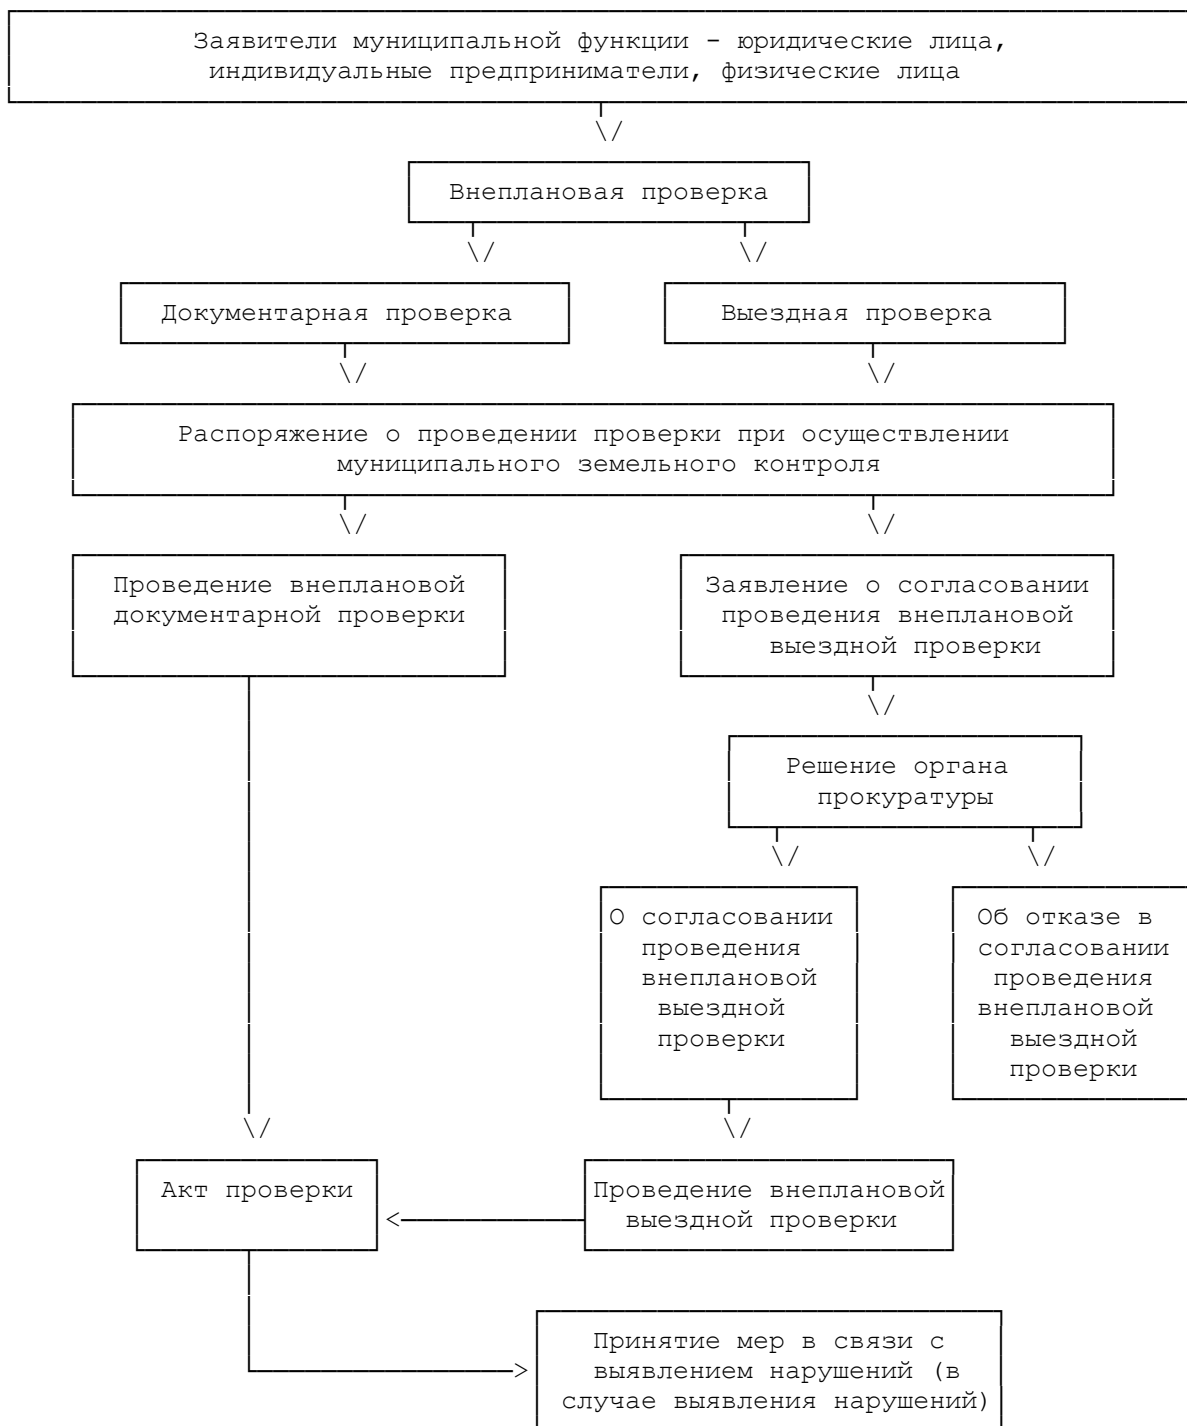 Заявители муниципальной функции - юридические лица,
индивидуальные предприниматели, физические лица
Внеплановая проверка
Документарная проверка
Выездная проверка
Распоряжение о проведении проверки при осуществлении
муниципального земельного контроля
Проведение внеплановой
документарной проверки
Заявление о согласовании
проведения внеплановой
выездной проверки
Решение органа
прокуратуры
О согласовании
проведения
внеплановой
выездной
проверки
Об отказе в
согласовании
проведения
внеплановой
выездной
проверки
Акт проверки
Проведение внеплановой
выездной проверки
Принятие мер в связи с
выявлением нарушений (в
случае выявления нарушений)